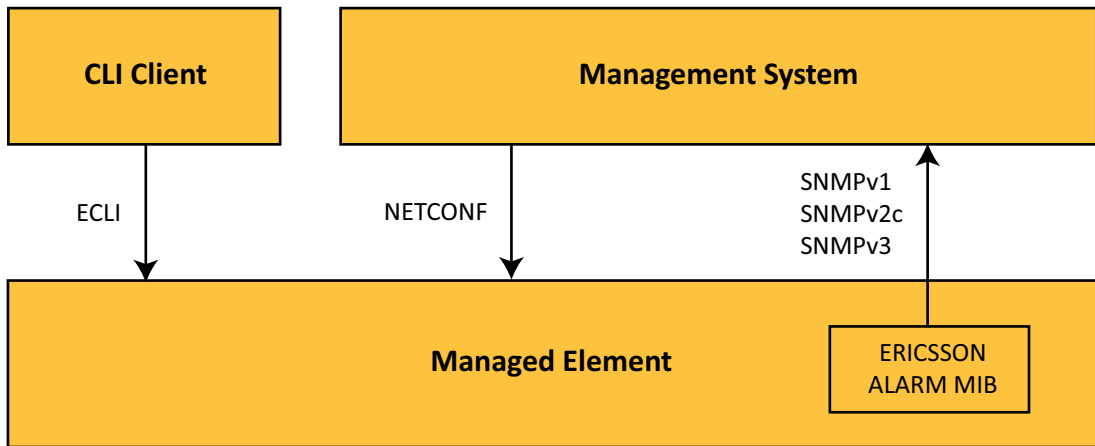 CLI Client
Management System
ECLI
NETCONF
SNMPv1
SNMPv2c
SNMPv3
Managed Element
ERICSSON
ALARM MIB